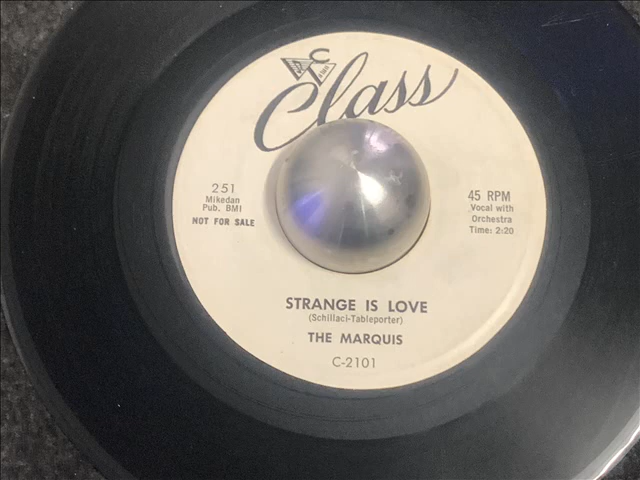 Class
251
Mikedan
Pub. BMI
NOT FOR SALE
45 RPM
Vocal with
Orchestra
Time: 2:20
STRANGE IS LOVE
(Schillaci-Tableporter)
THE MARQUIS
C-2101